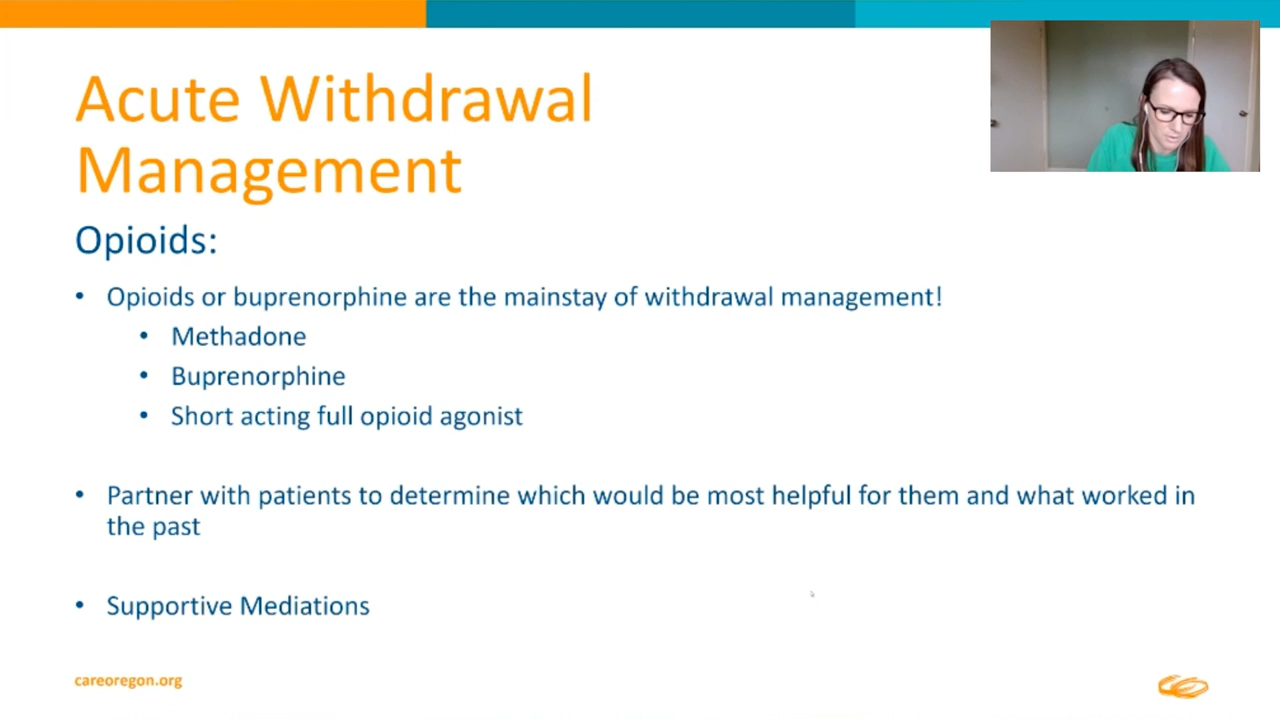 Acute Withdrawal
Management
Opioids:
• Opioids or buprenorphine are the mainstay of withdrawal management!
• Methadone
• Buprenorphine
• Short acting full opioid agonist
• Partner with patients to determine which would be most helpful for them and what worked in
the past
• Supportive Mediations
careoregon.org